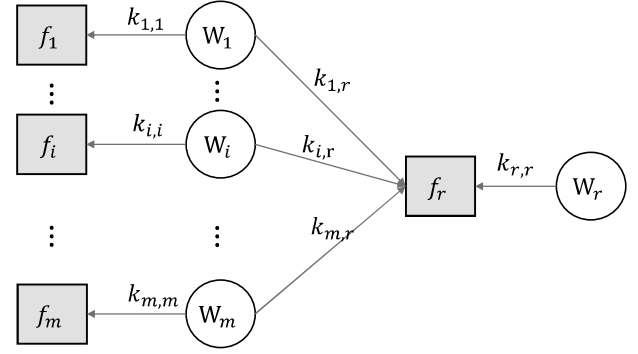 f₁ k₁,₁ W₁
k₁,r
⋮ ⋮
fᵢ kᵢ,ᵢ Wᵢ kᵢ,r
fᵣ kᵣ,ᵣ Wᵣ
⋮ ⋮ kₘ,r
fₘ kₘ,ₘ Wₘ